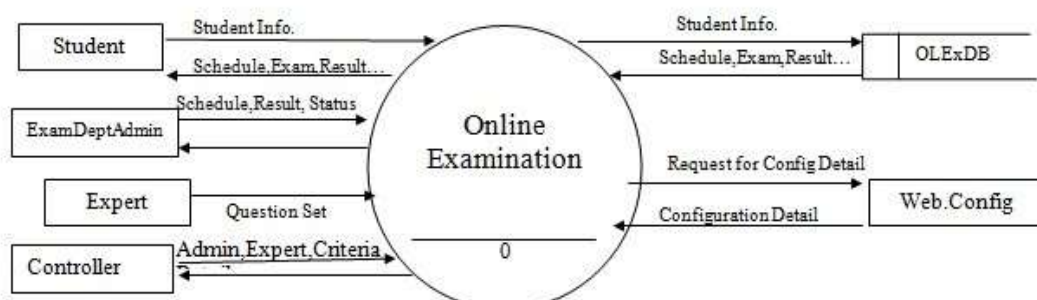 Student
Student Info.
Schedule,Exam,Result...
ExamDeptAdmin
Schedule,Result, Status
Expert
Question Set
Controller
Admin,Expert,Criteria
Online
Examination
0
Student Info.
Schedule,Exam,Result...
OLExDB
Request for Config Detail
Configuration Detail
Web.Config